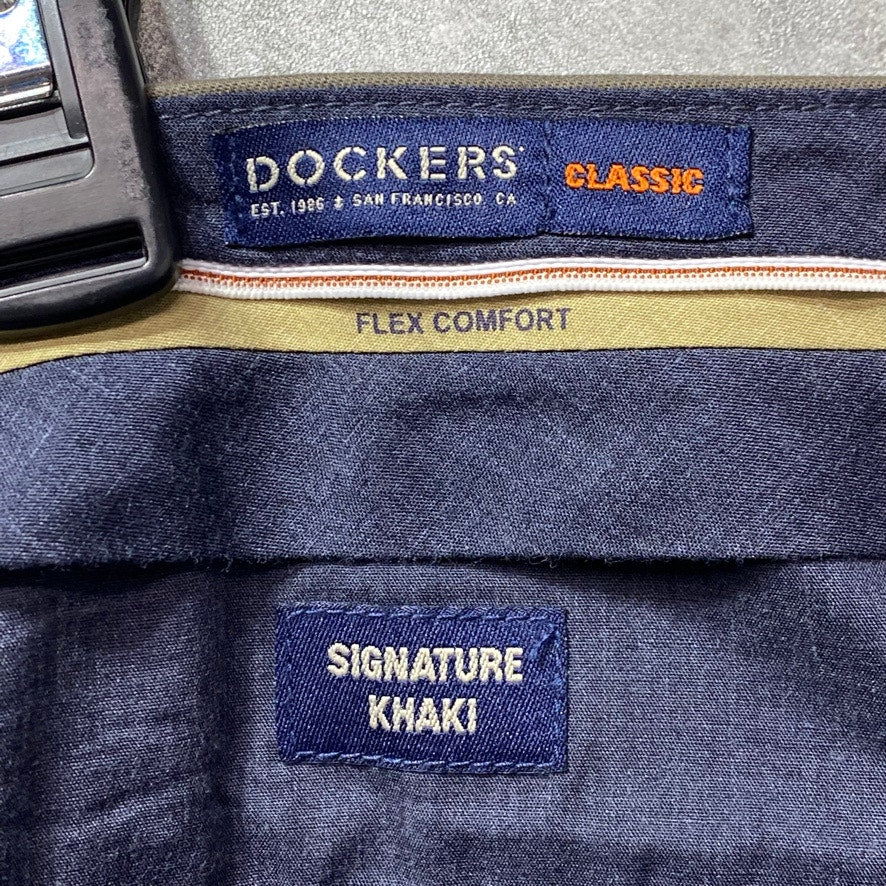 DOCKERS
CLASSIC
EST. 1986 ± SAN FRANCISCO CA
FLEX COMFORT
SIGNATURE
KHAKI